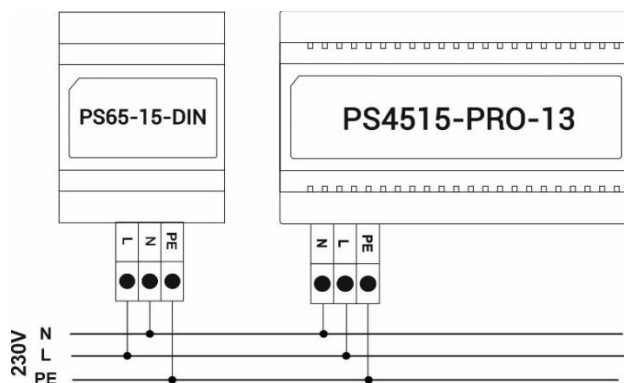 PS65-15-DIN
PS4515-PRO-13
L N PE
N L PE
230V
N
L
PE